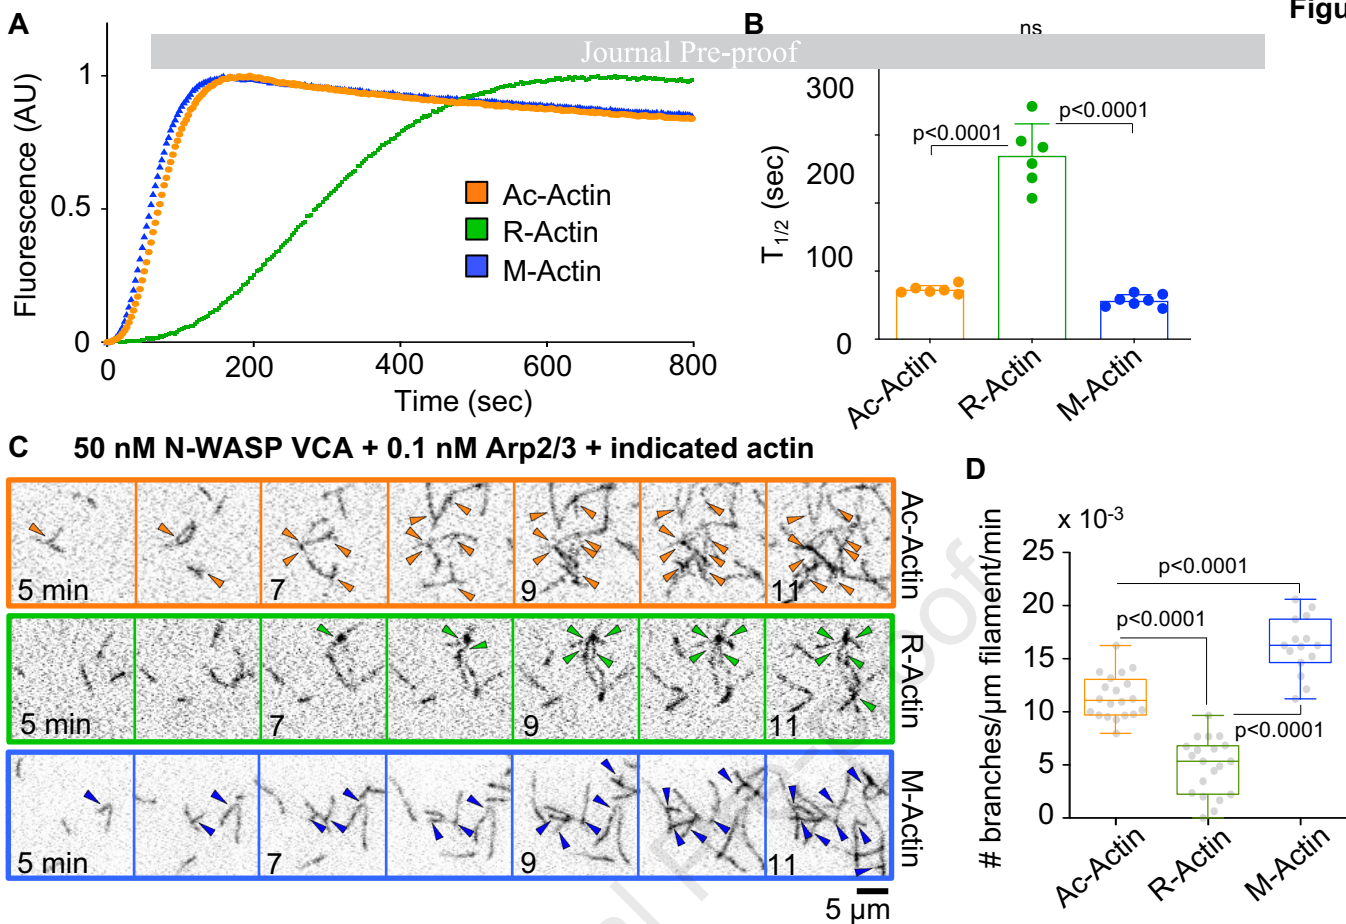 Figu
A
B
ns
Journal Pre-proof
Fluorescence (AU)
1
0.5
0
0
200
400
600
800
Time (sec)
Ac-Actin
R-Actin
M-Actin
T1/2 (sec)
300
200
100
0
p<0.0001
p<0.0001
Ac-Actin
R-Actin
M-Actin
C
50 nM N-WASP VCA + 0.1 nM Arp2/3 + indicated actin
5 min
7
9
11
Ac-Actin
5 min
7
9
11
R-Actin
5 min
7
9
11
M-Actin
5 µm
D
x 10-3
# branches/µm filament/min
25
20
15
10
5
0
p<0.0001
p<0.0001
p<0.0001
Ac-Actin
R-Actin
M-Actin